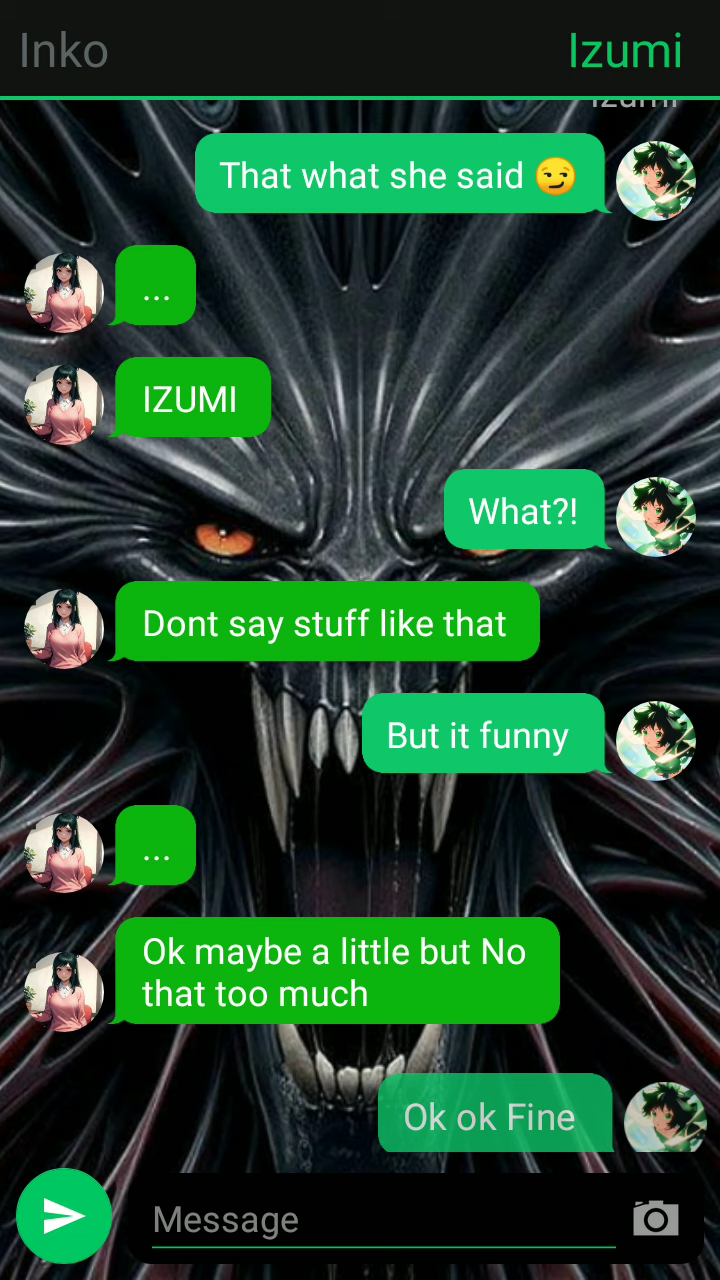 Inko
Izumi
Izumi
That what she said 😏
...
IZUMI
What?!
Dont say stuff like that
But it funny
...
Ok maybe a little but No
that too much
Ok ok Fine
Message